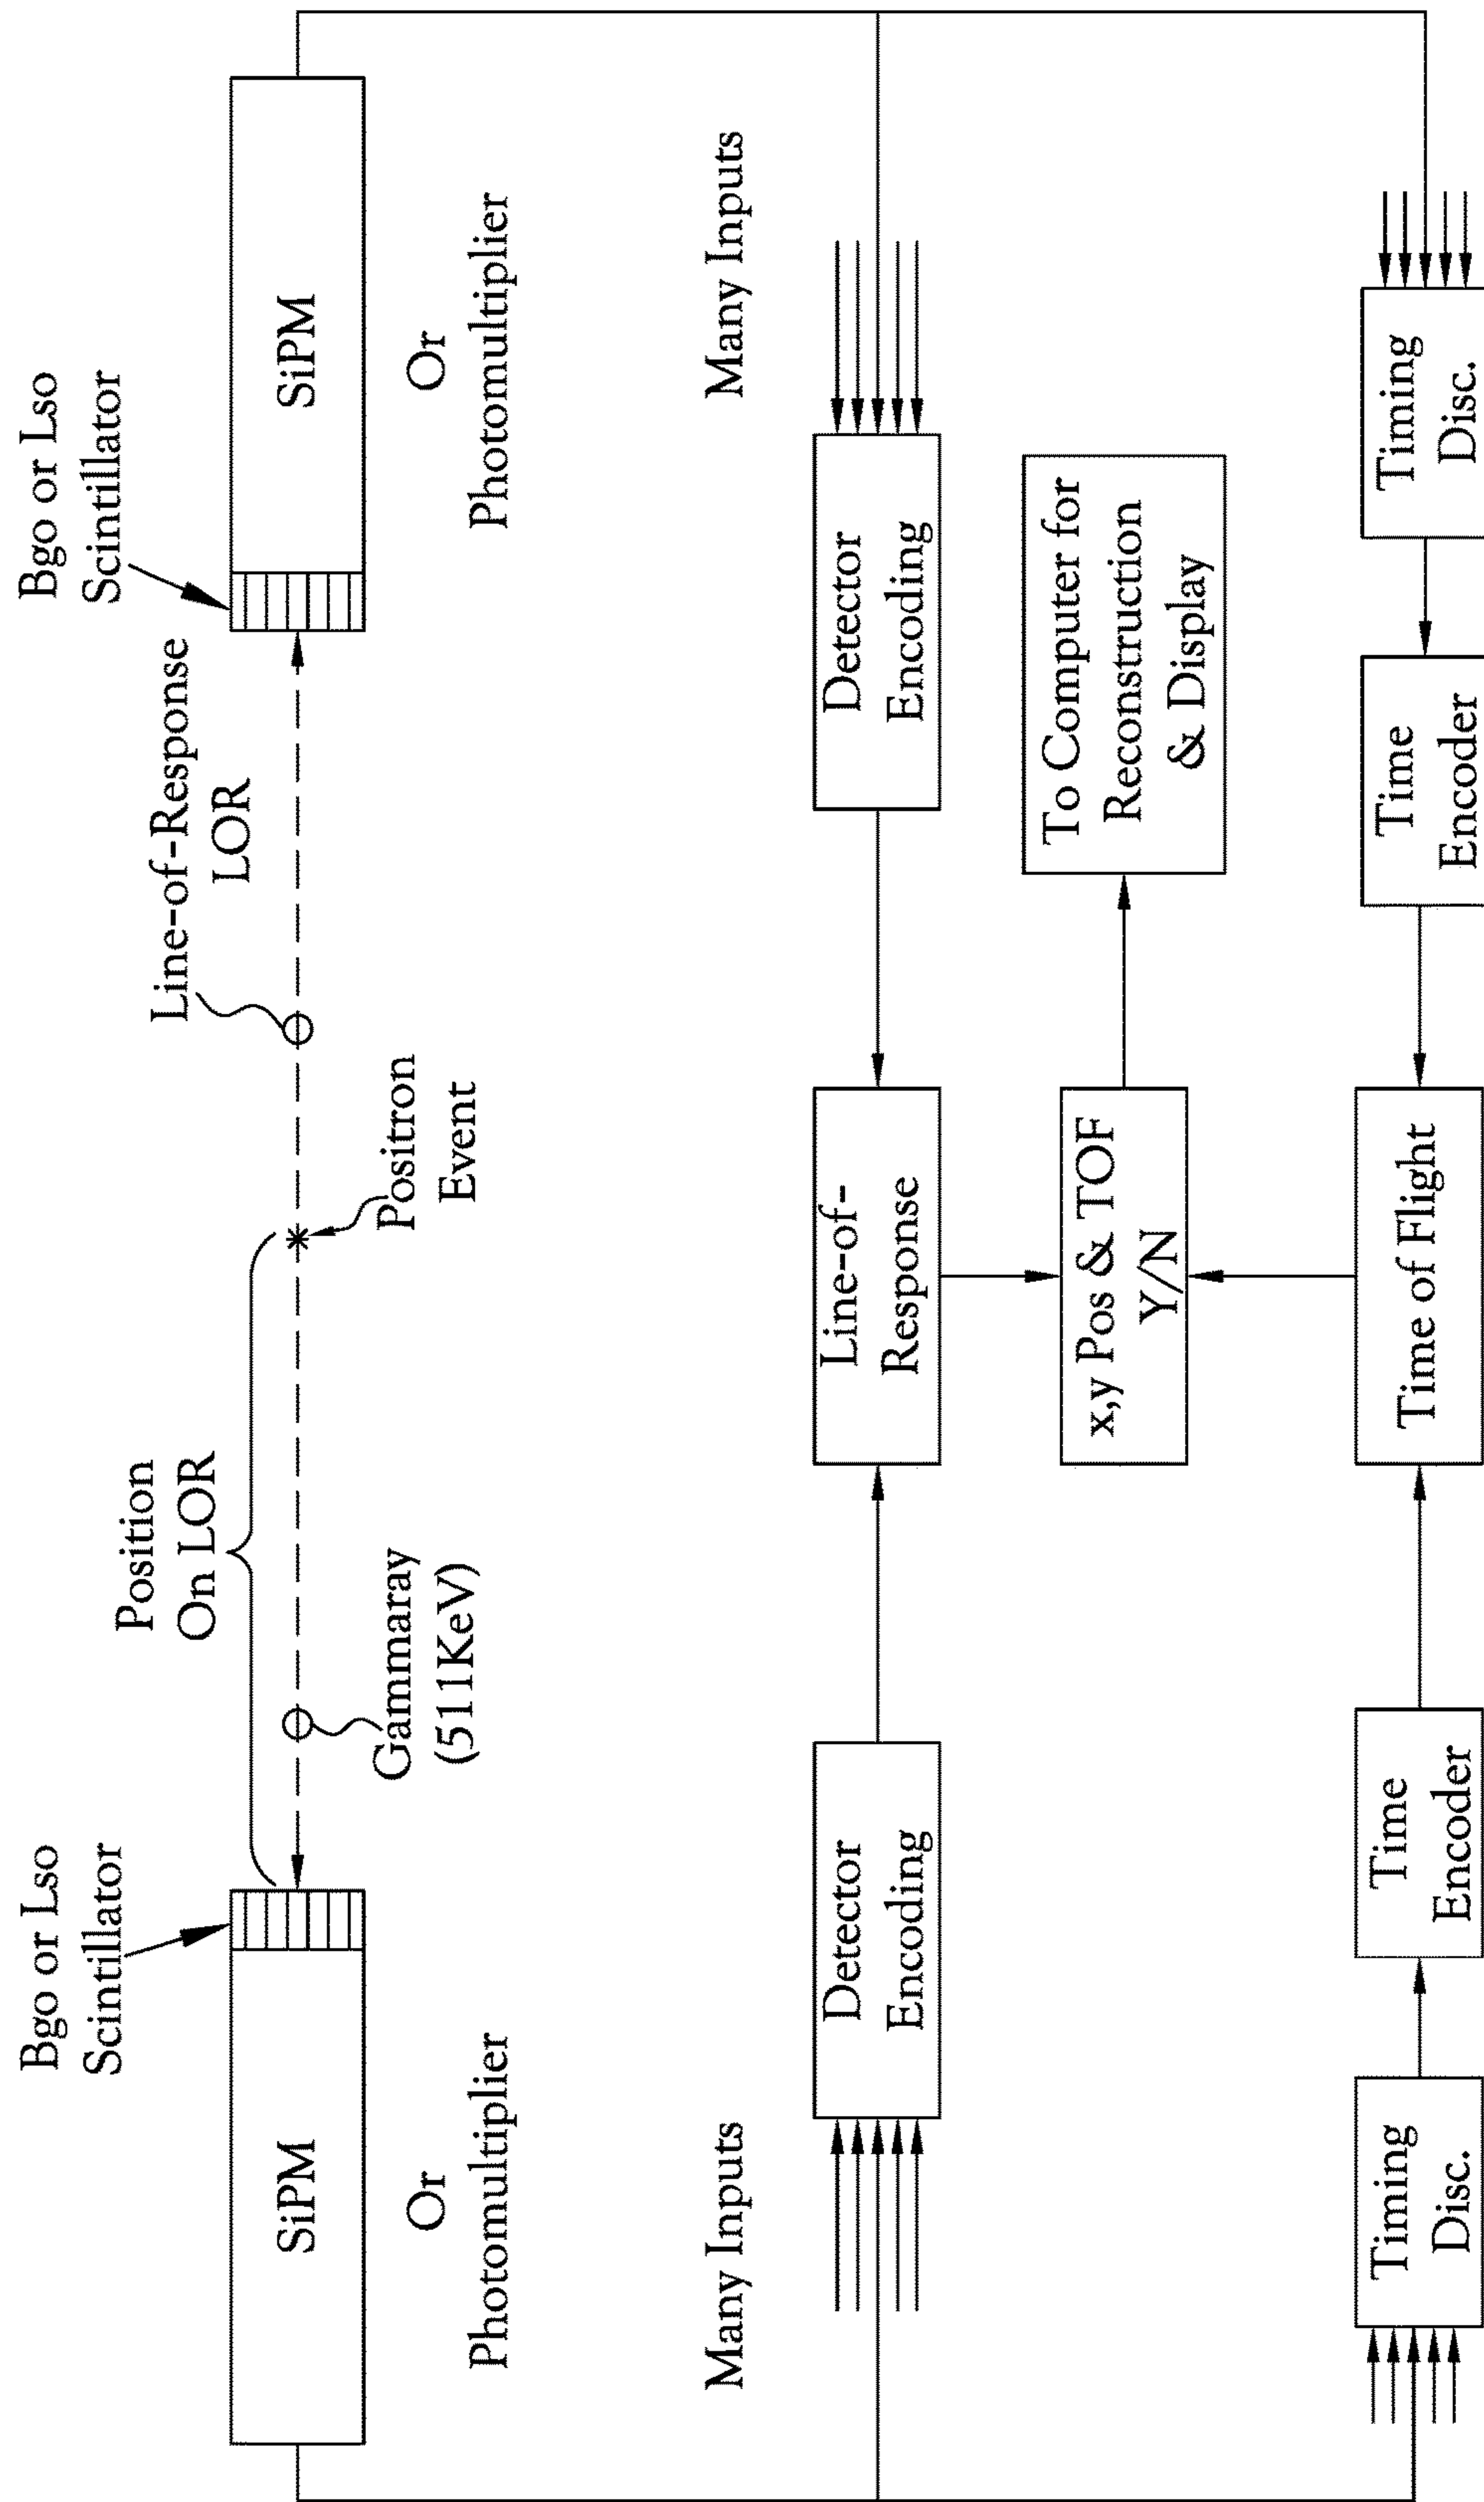 Bgo or Lso
Scintillator
Position
On LOR
Line-of-Response
LOR
Bgo or Lso
Scintillator
SiPM
SiPM
Or
Photomultiplier
Gammaray
(511KeV)
Positron
Event
Or
Photomultiplier
Many Inputs
Many Inputs
Detector
Encoding
Line-of-
Response
Detector
Encoding
x,y Pos & TOF
Y/N
To Computer for
Reconstruction
& Display
Timing
Disc.
Time
Encoder
Time of Flight
Time
Encoder
Timing
Disc.